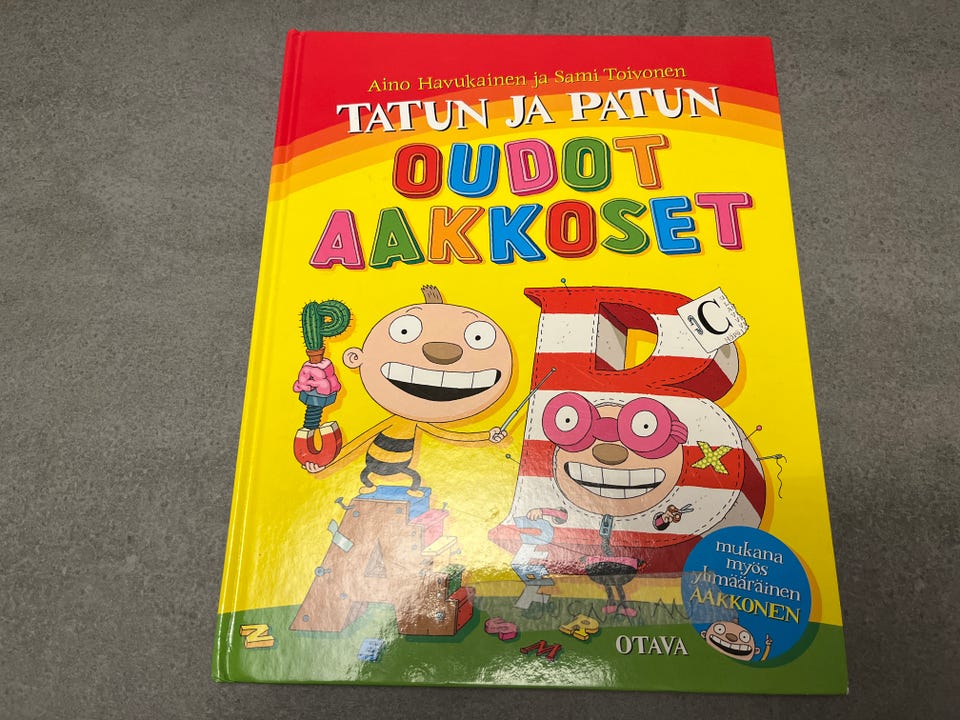 Aino Havukainen ja Sami Toivonen
TATUN JA PATUN
OUDOT
AAKKOSET
C
B
X
A
mukana
myös
ylimääräinen
AAKKONEN
Z
S
R
M
OTAVA